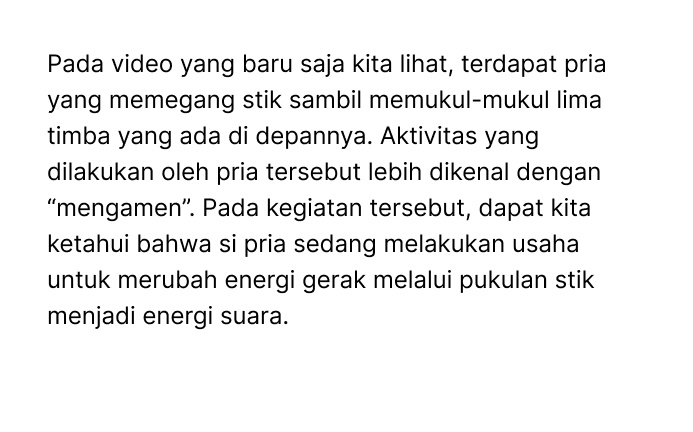 Pada video yang baru saja kita lihat, terdapat pria
yang memegang stik sambil memukul-mukul lima
timba yang ada di depannya. Aktivitas yang
dilakukan oleh pria tersebut lebih dikenal dengan
“mengamen”. Pada kegiatan tersebut, dapat kita
ketahui bahwa si pria sedang melakukan usaha
untuk merubah energi gerak melalui pukulan stik
menjadi energi suara.